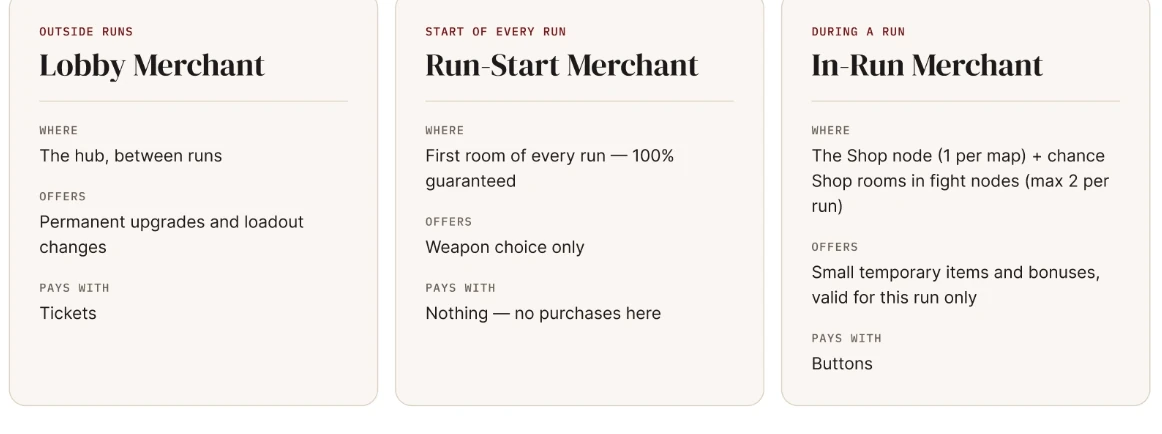 OUTSIDE RUNS
Lobby Merchant
WHERE
The hub, between runs
OFFERS
Permanent upgrades and loadout
changes
PAYS WITH
Tickets
START OF EVERY RUN
Run-Start Merchant
WHERE
First room of every run — 100%
guaranteed
OFFERS
Weapon choice only
PAYS WITH
Nothing — no purchases here
DURING A RUN
In-Run Merchant
WHERE
The Shop node (1 per map) + chance
Shop rooms in fight nodes (max 2 per
run)
OFFERS
Small temporary items and bonuses,
valid for this run only
PAYS WITH
Buttons